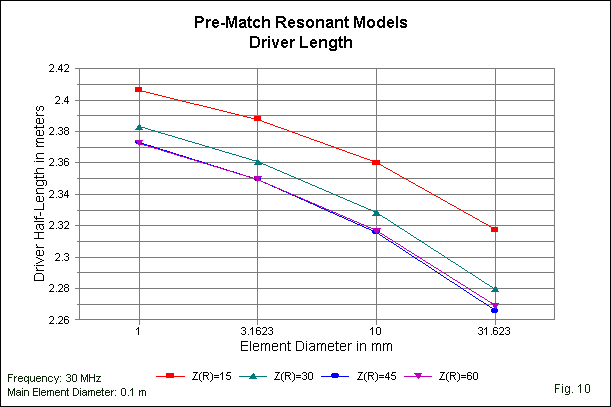 Pre-Match Resonant Models
Driver Length
2.42
2.4
2.38
2.36
2.34
2.32
2.3
2.28
2.26
Driver Half-Length in meters
1
3.1623
10
31.623
Element Diameter in mm
Z(R)=15
Z(R)=30
Z(R)=45
Z(R)=60
Frequency: 30 MHz
Main Element Diameter: 0.1 m
Fig. 10